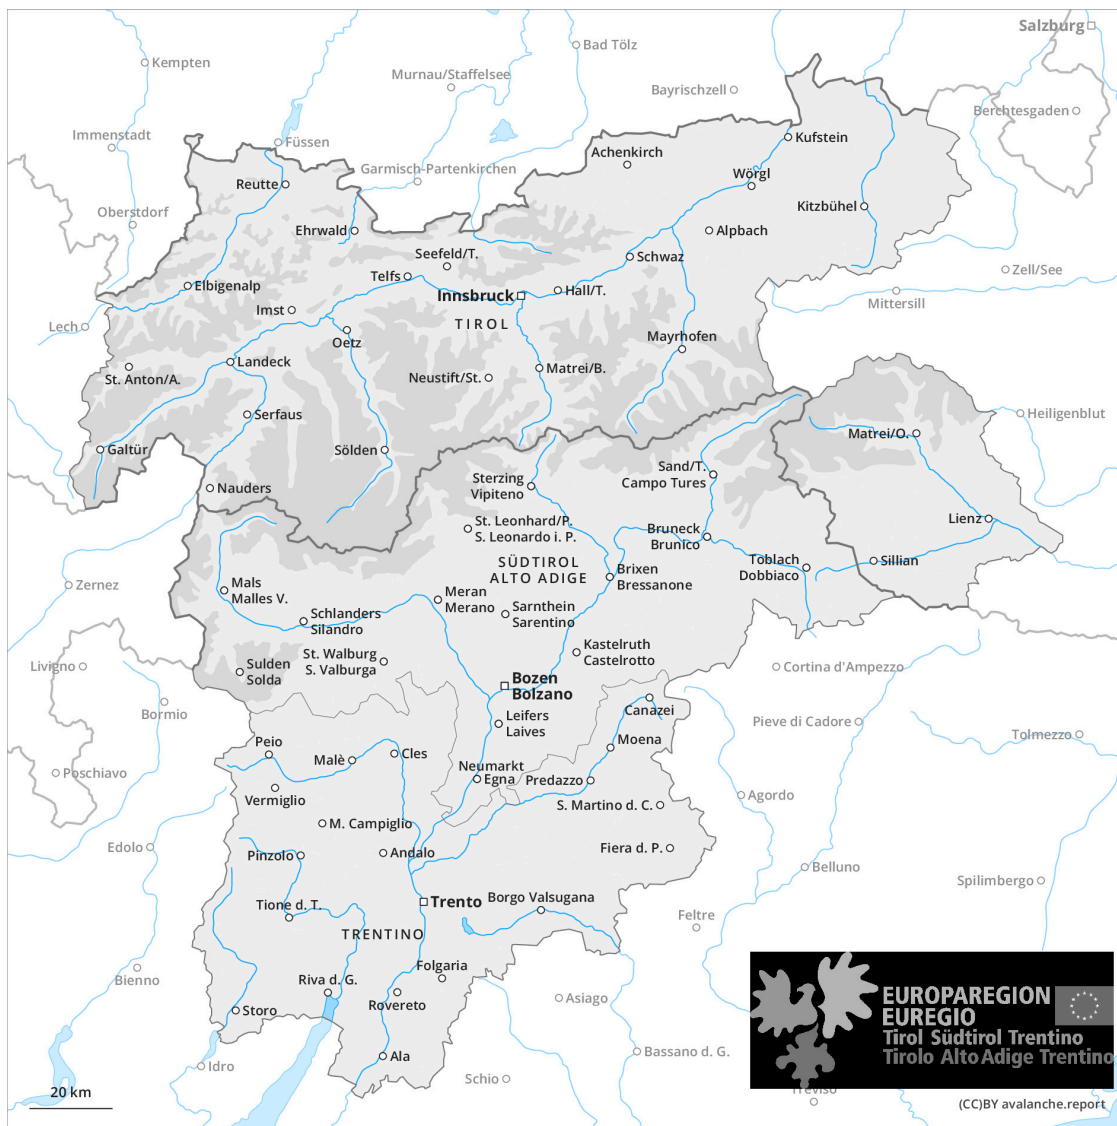 Salzburg
Bad Tölz
Kempten
Murnau/Staffelsee
Bayrischzell
Berchtesgaden
Immenstadt
Füssen
Kufstein
Achenkirch
Garmisch-Partenkirchen
Wörgl
Reutte
Oberstdorf
Kitzbühel
Ehrwald
Alpbach
Seefeld/T.
Schwaz
Zell/See
Telfs
Elbigenalp
Hall/T.
Innsbruck
Mittersill
Imst
TIROL
Lech
Oetz
Mayrhofen
Landeck
Matrei/B.
St. Anton/A.
Neustift/St.
Serfaus
Heiligenblut
Matrei/O.
Galtür
Sölden
Sand/T.
Campo Tures
Sterzing
Vipiteno
Nauders
Lienz
St. Leonhard/P.
S. Leonardo i. P.
Bruneck
Brunico
SÜDTIROL
ALTO ADIGE
Toblach
Dobbiaco
Sillian
Brixen
Bressanone
Zernez
Mals
Malles V.
Meran
Merano
Sarnthein
Sarentino
Schlanders
Silandro
Kastelruth
Castelrotto
St. Walburg
S. Valburga
Livigno
Sulden
Solda
Cortina d'Ampezzo
Bozen
Bolzano
Bormio
Canazei
Leifers
Laives
Pieve di Cadore
Tolmezzo
Moena
Peio
Cles
Malè
Poschiavo
Neumarkt
Egna
Predazzo
Vermiglio
Agordo
S. Martino d. C.
M. Campiglio
Edolo
Pinzolo
Andalo
Fiera d. P.
Belluno
Spilimbergo
Trento
Borgo Valsugana
Tione d. T.
Feltre
TRENTINO
Bienno
Folgaria
Riva d. G.
Rovereto
Asiago
Storo
EUROPAREGION
EUREGIO
Tirol Südtirol Trentino
Tirolo Alto Adige Trentino
Ala
Idro
Bassano d. G.
Schio
Treviso
20 km
(CC)BY avalanche.report